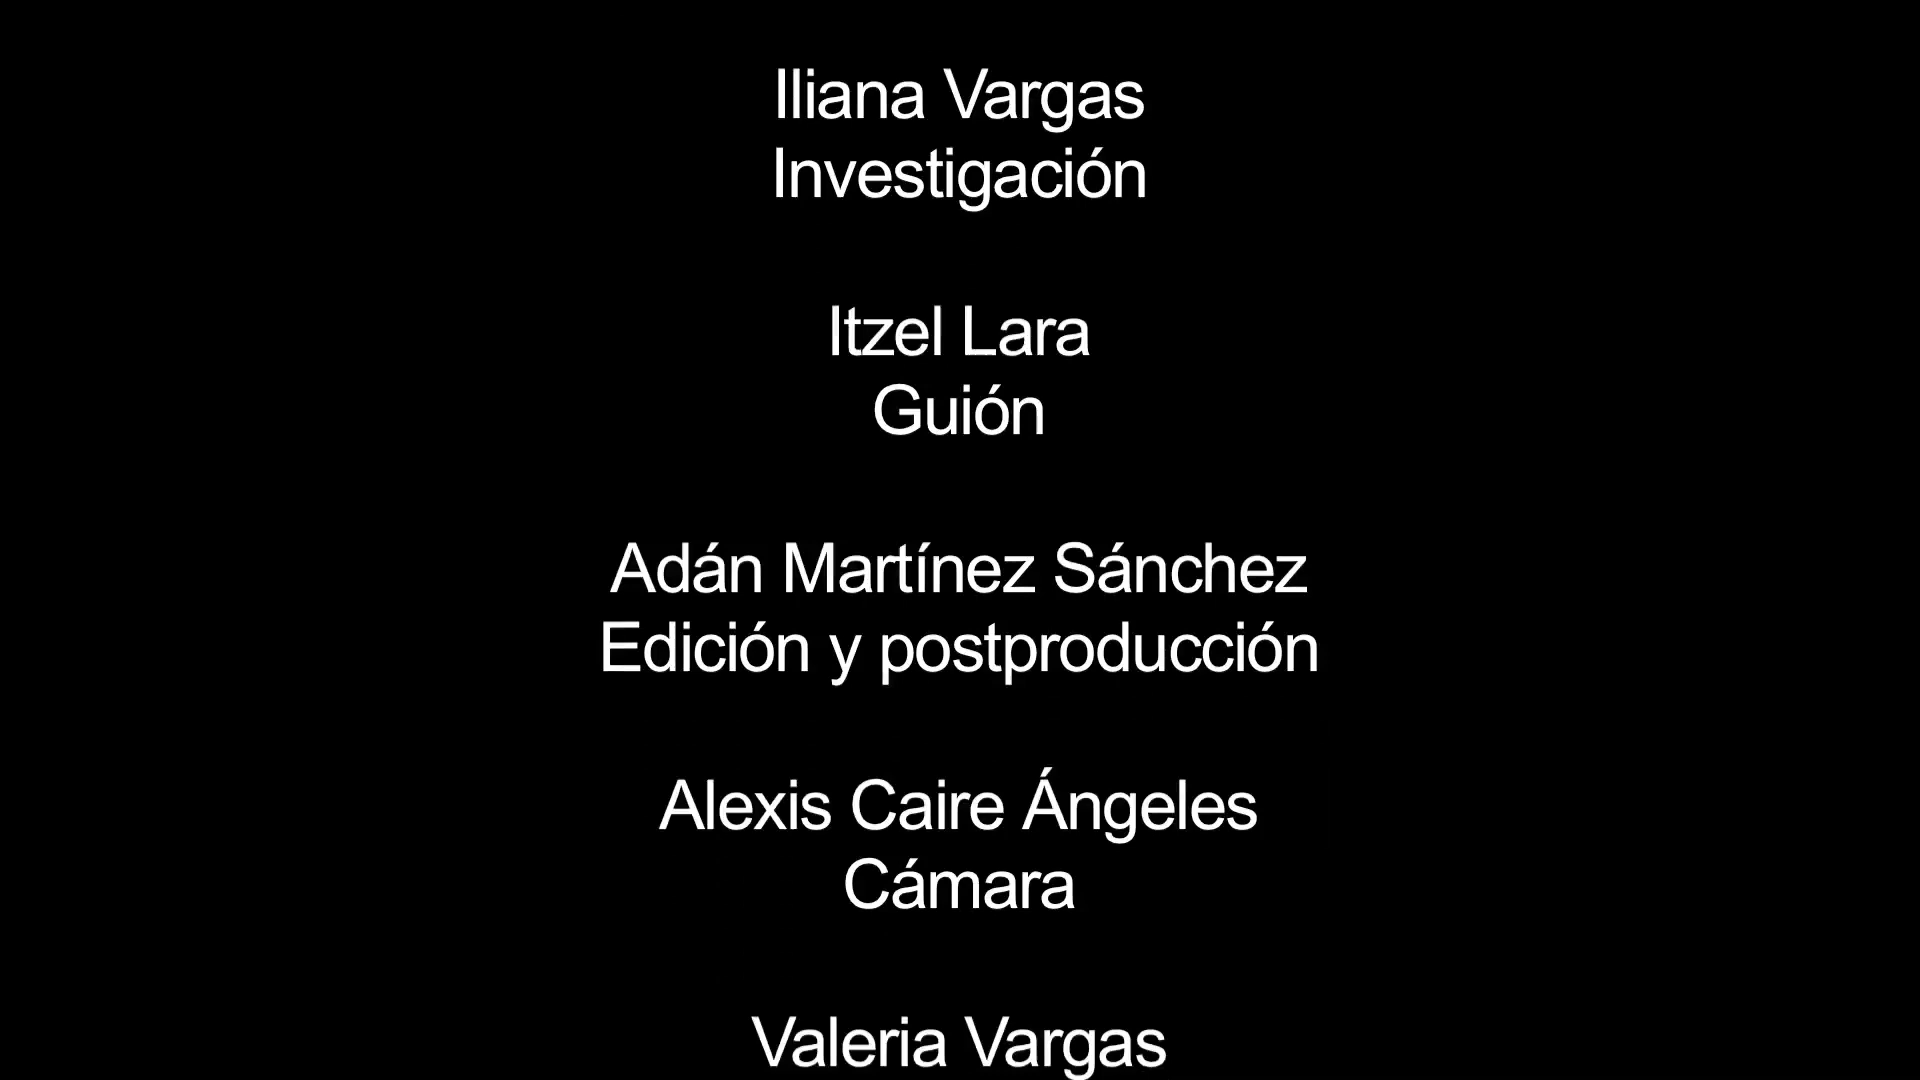 Iliana Vargas
Investigación
Itzel Lara
Guión
Adán Martínez Sánchez
Edición y postproducción
Alexis Caire Ángeles
Cámara
Valeria Vargas